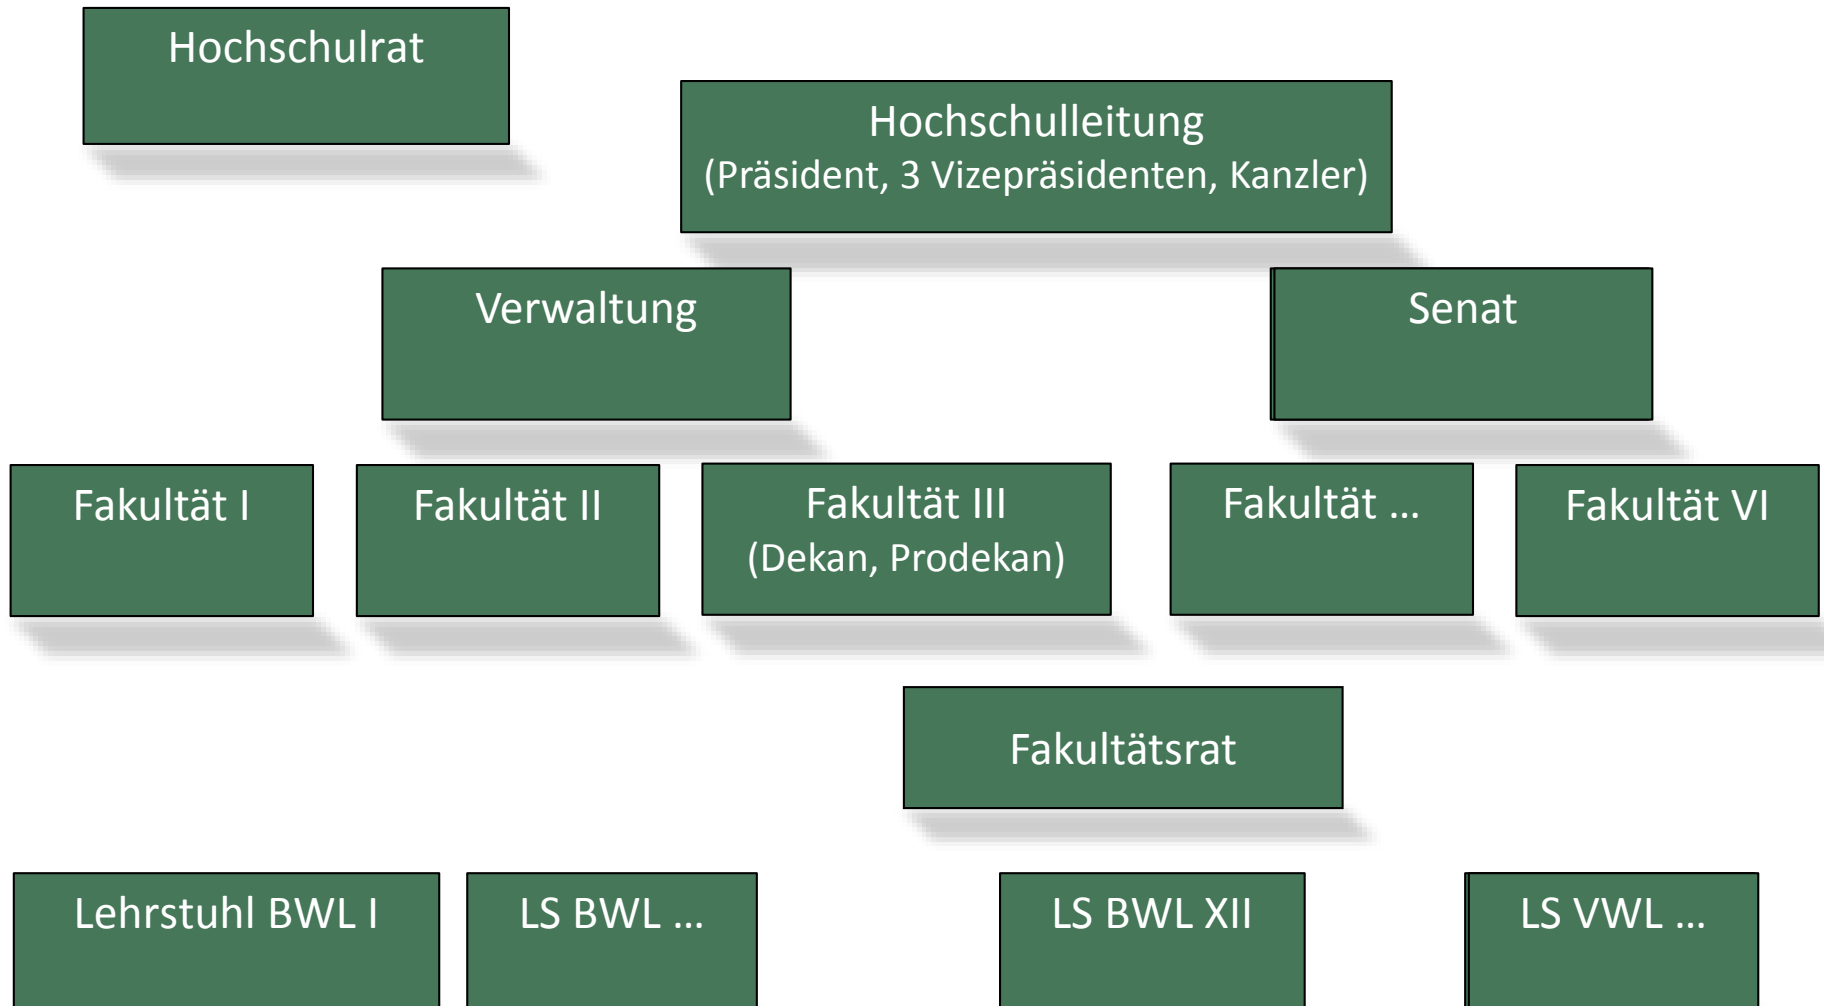 Hochschulrat
Hochschulleitung
(Präsident, 3 Vizepräsidenten, Kanzler)
Verwaltung
Senat
Fakultät I
Fakultät II
Fakultät III
(Dekan, Prodekan)
Fakultät ...
Fakultät VI
Fakultätsrat
Lehrstuhl BWL I
LS BWL ...
LS BWL XII
LS VWL ...